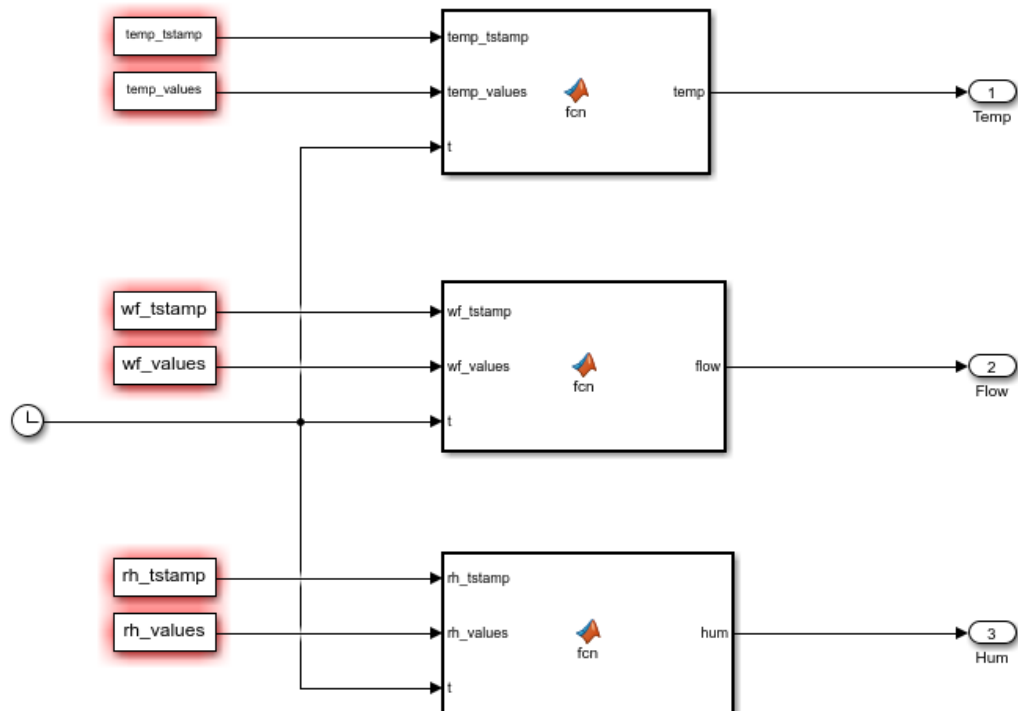 temp_tstamp
temp_tstamp
temp_values
temp_values
fcn
temp
1
Temp
t
wf_tstamp
wf_tstamp
wf_values
wf_values
fcn
flow
2
Flow
t
rh_tstamp
rh_tstamp
rh_values
rh_values
fcn
hum
3
Hum
t